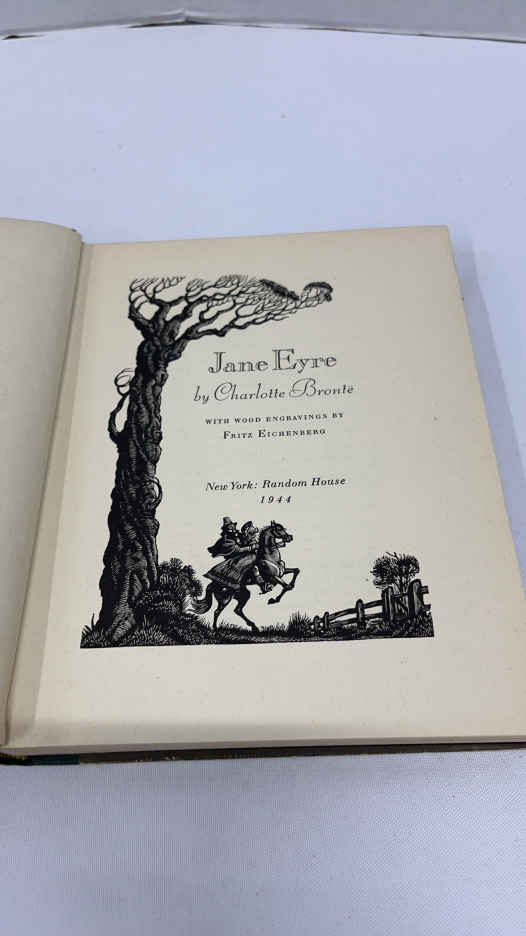 Jane Eyre
by Charlotte Brontë
WITH WOOD ENGRAVINGS BY
FRITZ EICHENBERG
New York: Random House
1944